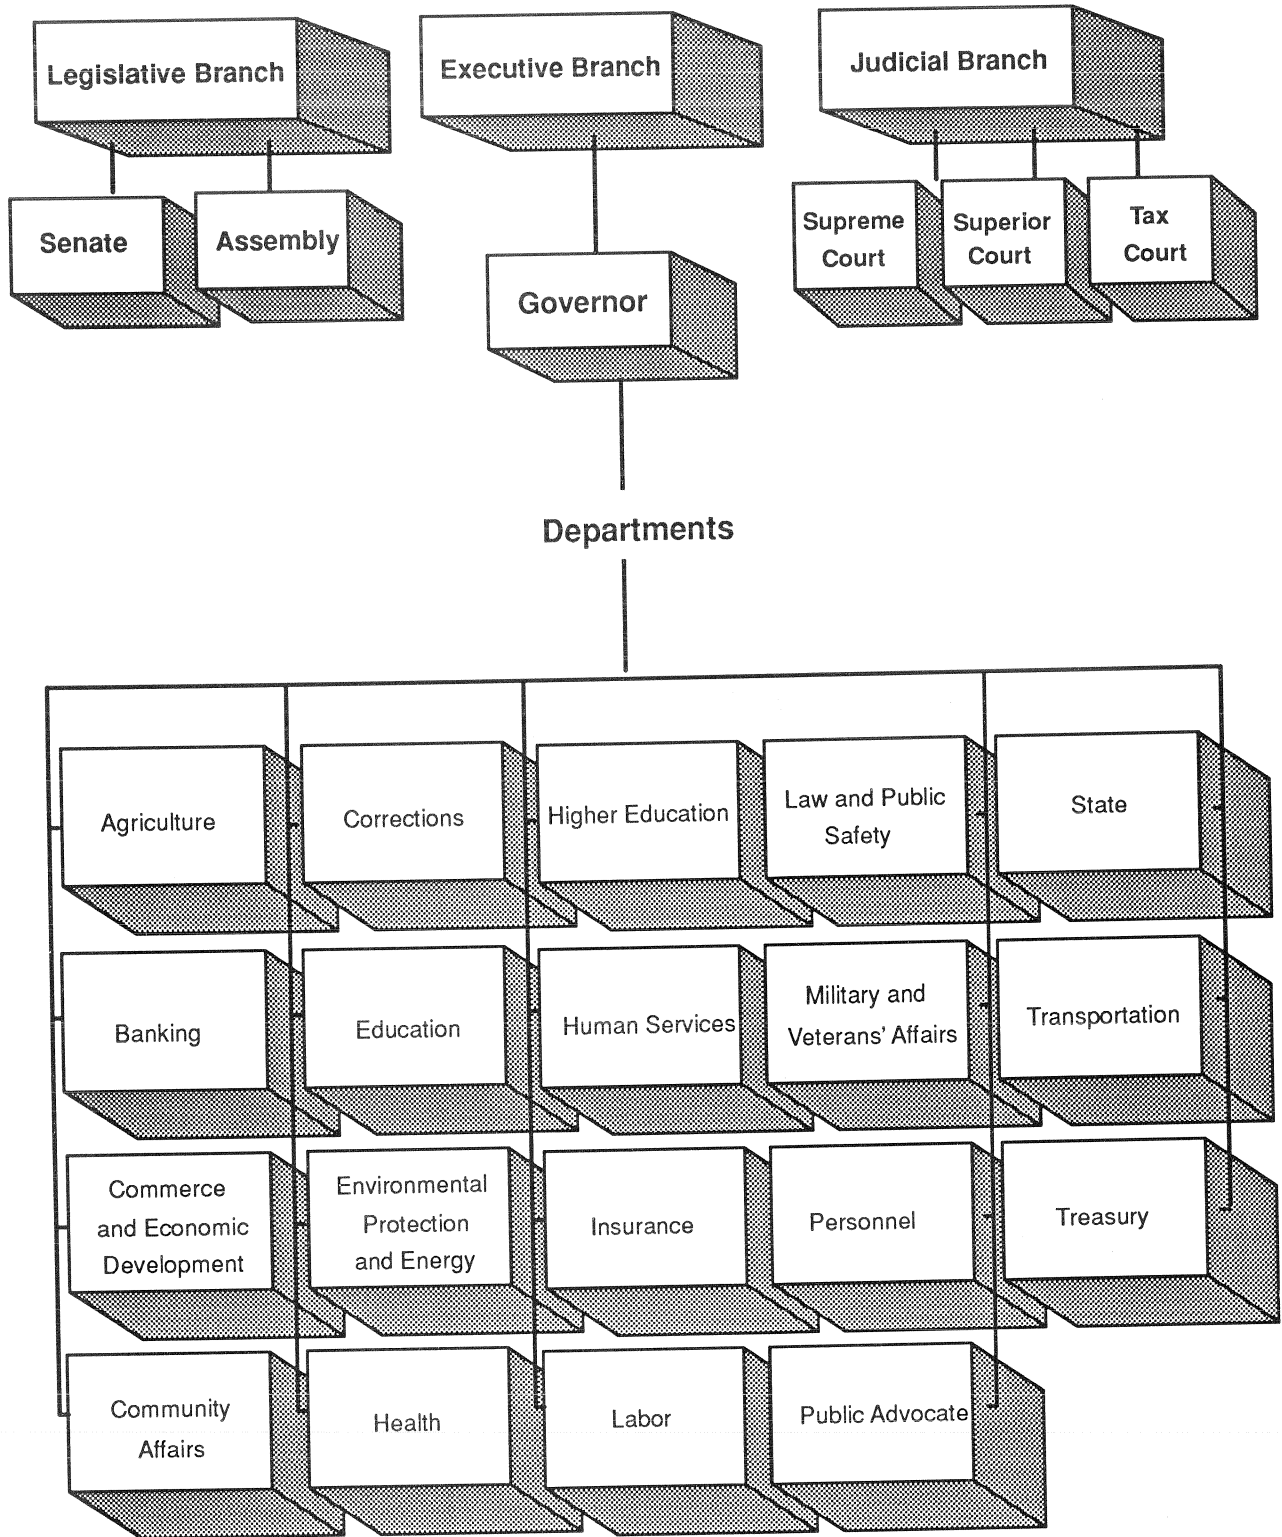 Legislative Branch
Executive Branch
Judicial Branch
Senate
Assembly
Governor
Supreme
Court
Superior
Court
Tax
Court
Departments
Agriculture
Corrections
Higher Education
Law and Public
Safety
State
Banking
Education
Human Services
Military and
Veterans' Affairs
Transportation
Commerce
and Economic
Development
Environmental
Protection
and Energy
Insurance
Personnel
Treasury
Community
Affairs
Health
Labor
Public Advocate